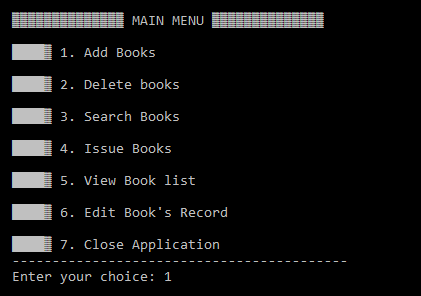 MAIN MENU
1. Add Books
2. Delete books
3. Search Books
4. Issue Books
5. View Book list
6. Edit Book's Record
7. Close Application
------------------------------------------
Enter your choice: 1